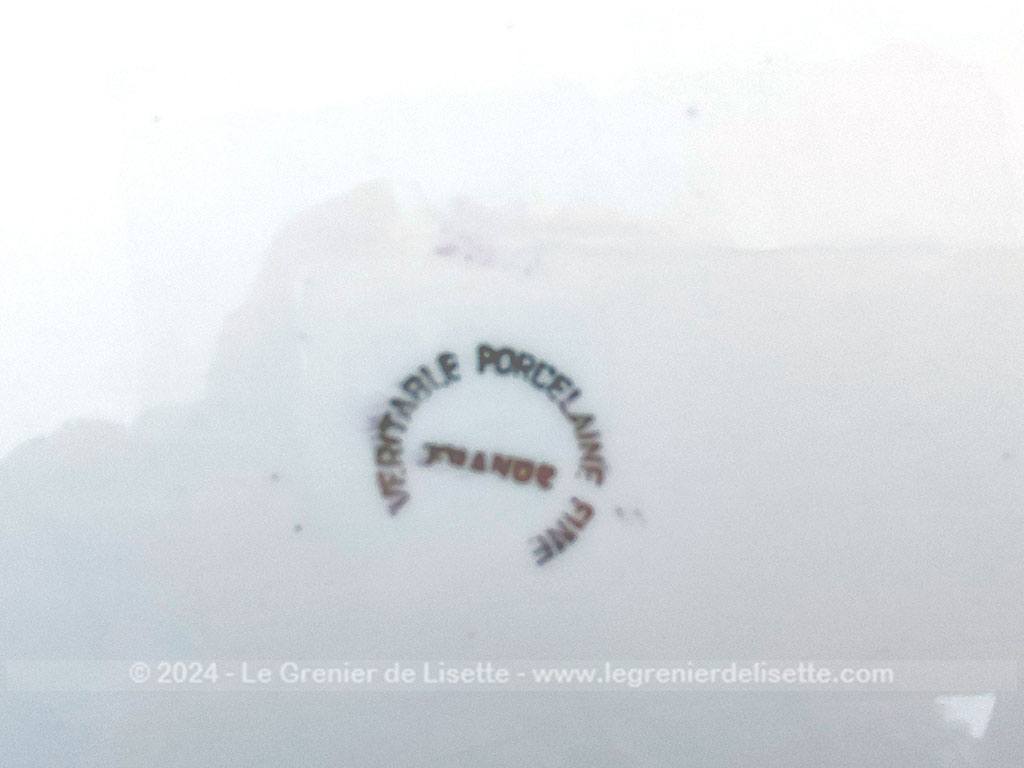 VERITABLE PORCELAINE FINE
FRANCE
© 2024 - Le Grenier de Lisette - www.legrenierdelisette.com